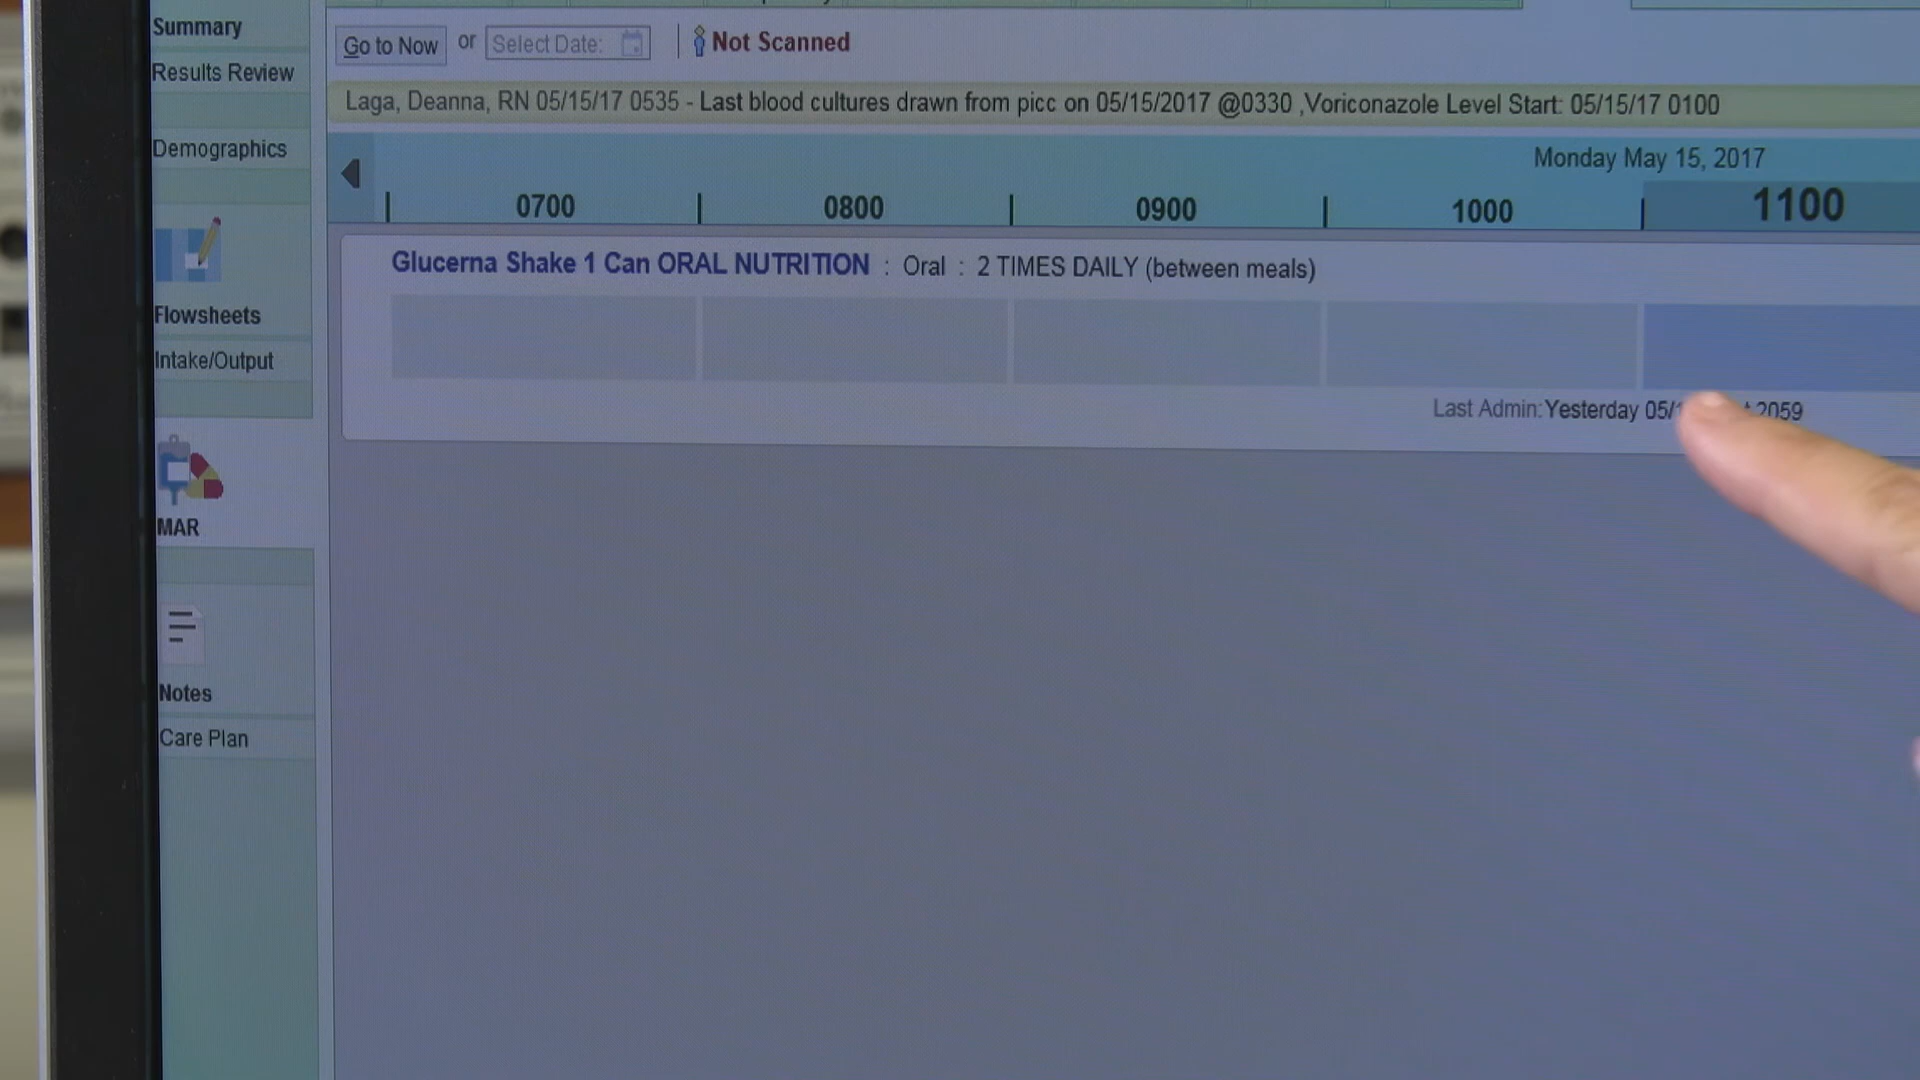 Summary
Go to Now or Select Date: Not Scanned
Results Review
Laga, Deanna, RN 05/15/17 0535 - Last blood cultures drawn from picc on 05/15/2017 @0330 ,Voriconazole Level Start: 05/15/17 0100
Demographics
Monday May 15, 2017
0700 0800 0900 1000 1100
Glucerna Shake 1 Can ORAL NUTRITION : Oral : 2 TIMES DAILY (between meals)
Flowsheets
Intake/Output
Last Admin: Yesterday 05/ 2059
MAR
Notes
Care Plan